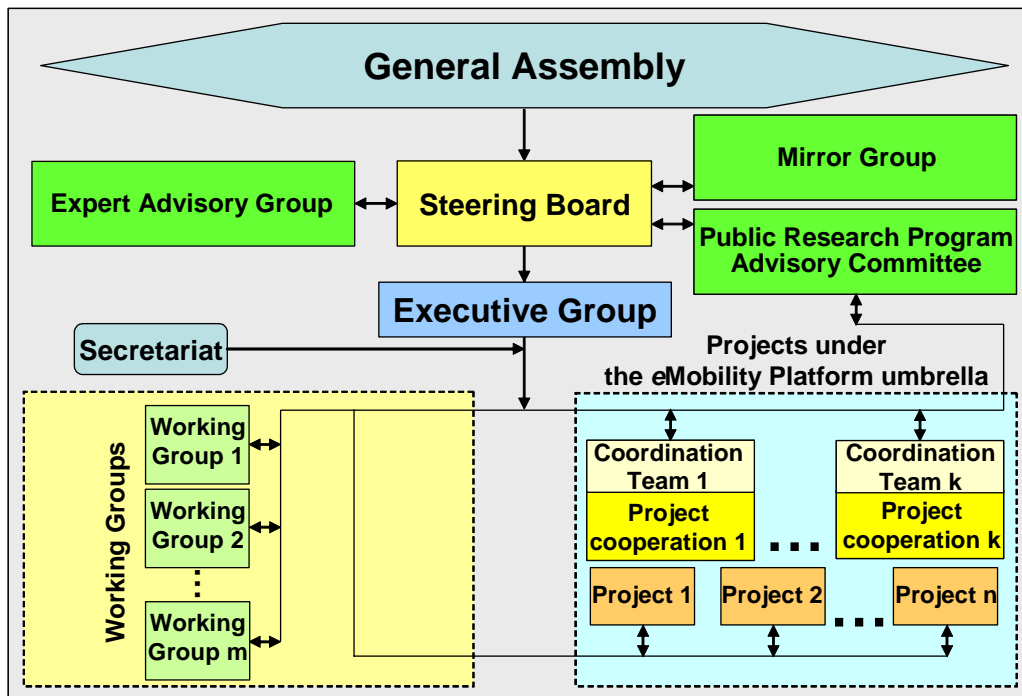 General Assembly
Mirror Group
Expert Advisory Group
Steering Board
Public Research Program
Advisory Committee
Executive Group
Secretariat
Projects under
the eMobility Platform umbrella
Working Groups
Working
Group 1
Working
Group 2
...
Working
Group m
Coordination
Team 1
Project
cooperation 1
...
Coordination
Team k
Project
cooperation k
Project 1
Project 2
...
Project n